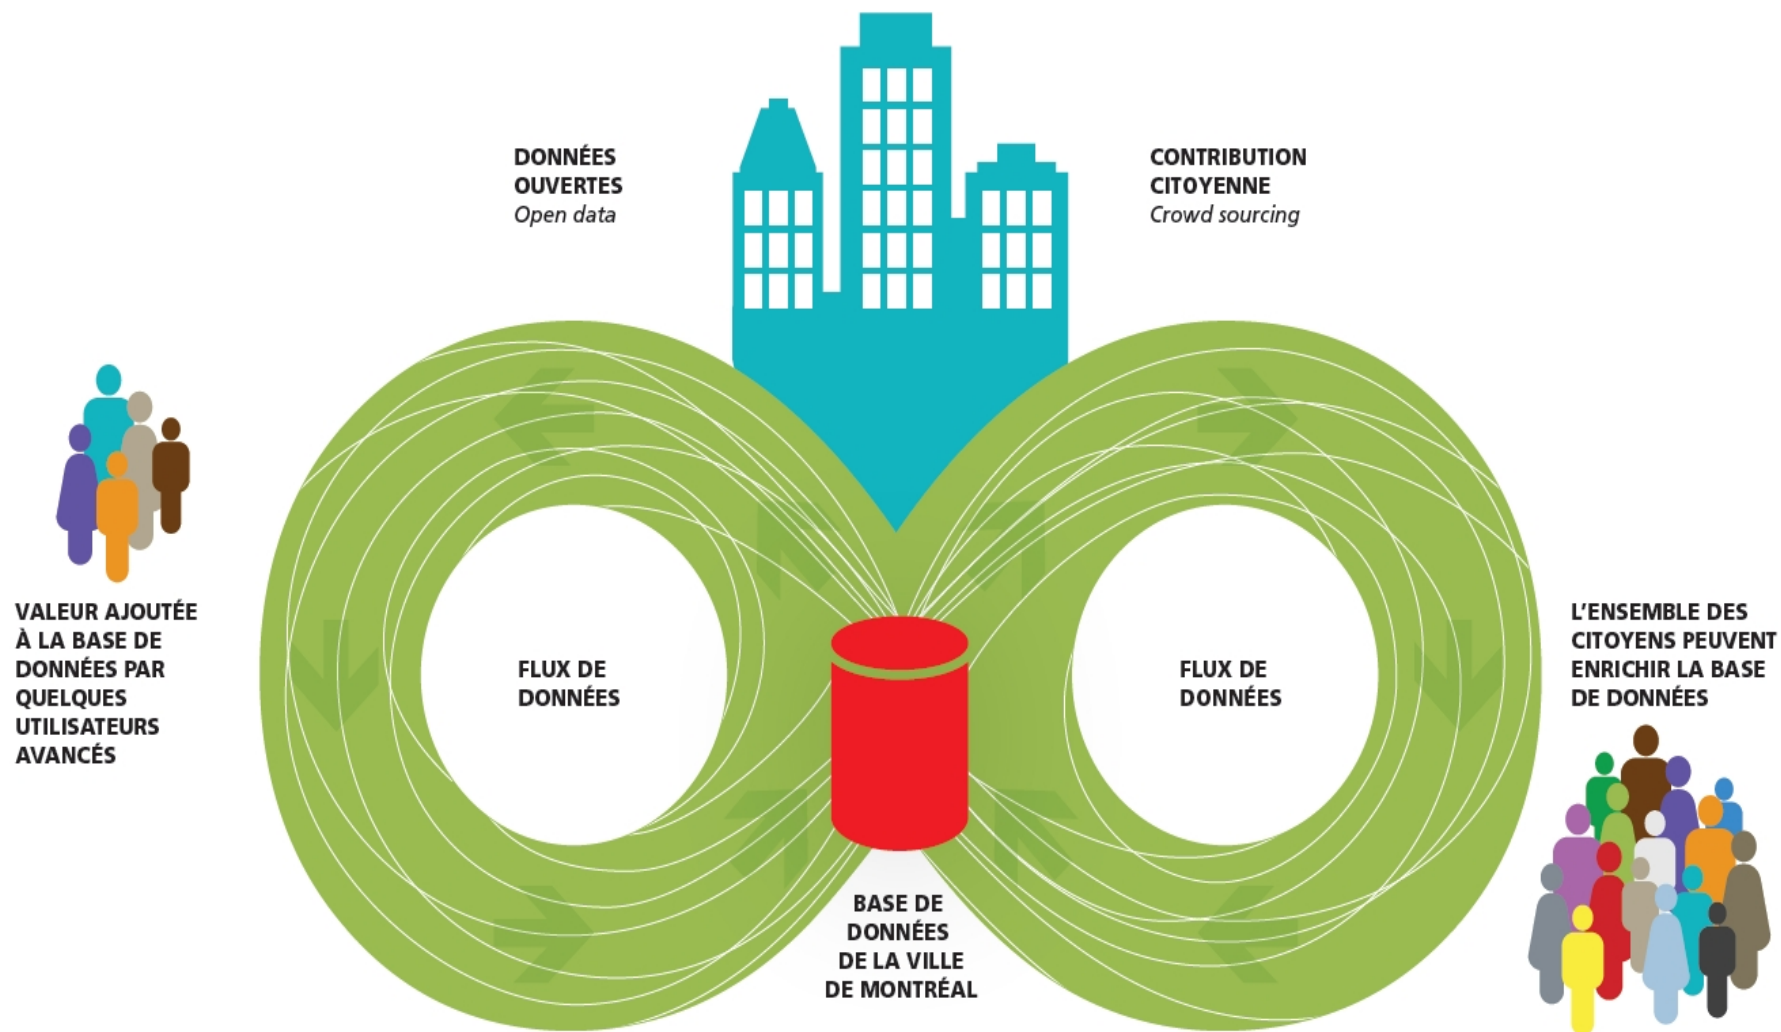 DONNÉES
OUVERTES
Open data
CONTRIBUTION
CITOYENNE
Crowd sourcing
VALEUR AJOUTÉE
À LA BASE DE
DONNÉES PAR
QUELQUES
UTILISATEURS
AVANCÉS
FLUX DE
DONNÉES
FLUX DE
DONNÉES
L'ENSEMBLE DES
CITOYENS PEUVENT
ENRICHIR LA BASE
DE DONNÉES
BASE DE
DONNÉES
DE LA VILLE
DE MONTRÉAL